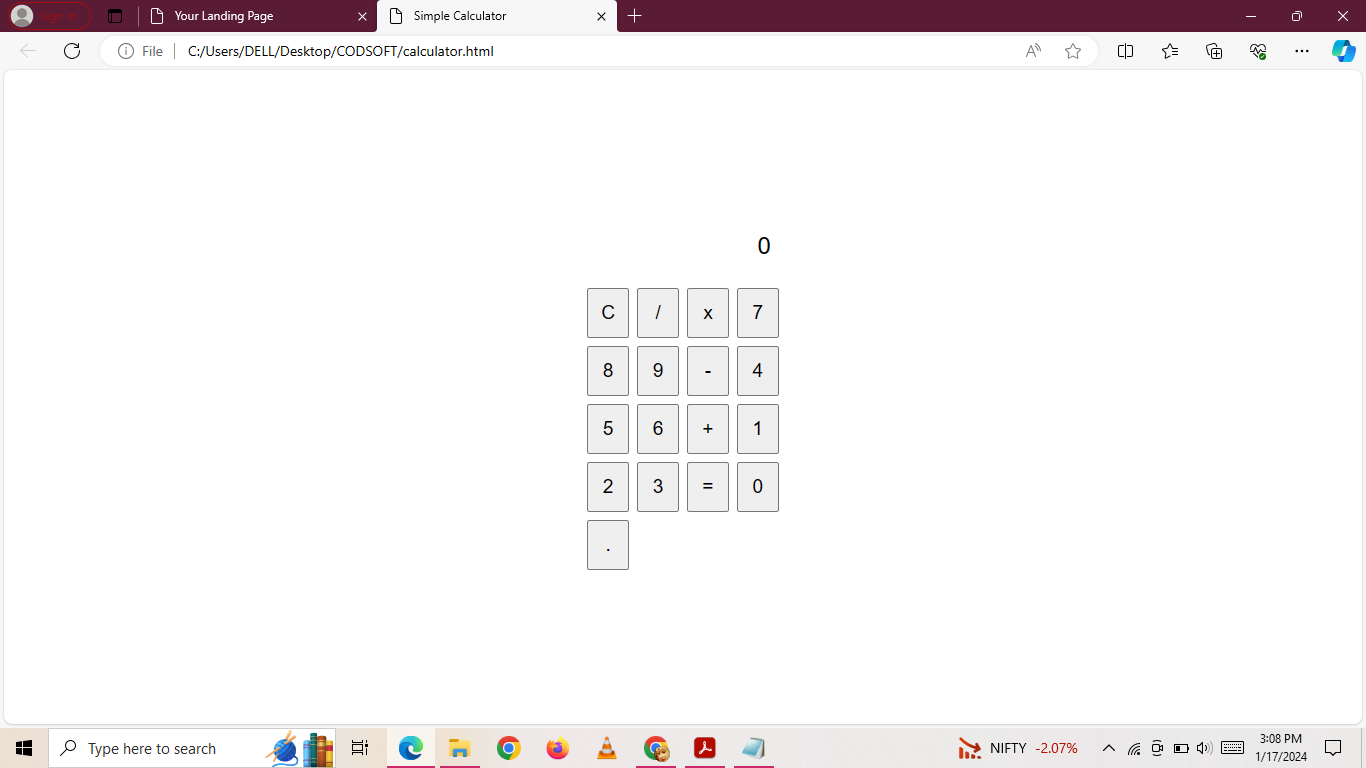 Sign in
Your Landing Page
Simple Calculator
File
C:/Users/DELL/Desktop/CODSOFT/calculator.html
0
C / x 7
8 9 - 4
5 6 + 1
2 3 = 0
.
Type here to search
NIFTY -2.07%
3:08 PM
1/17/2024